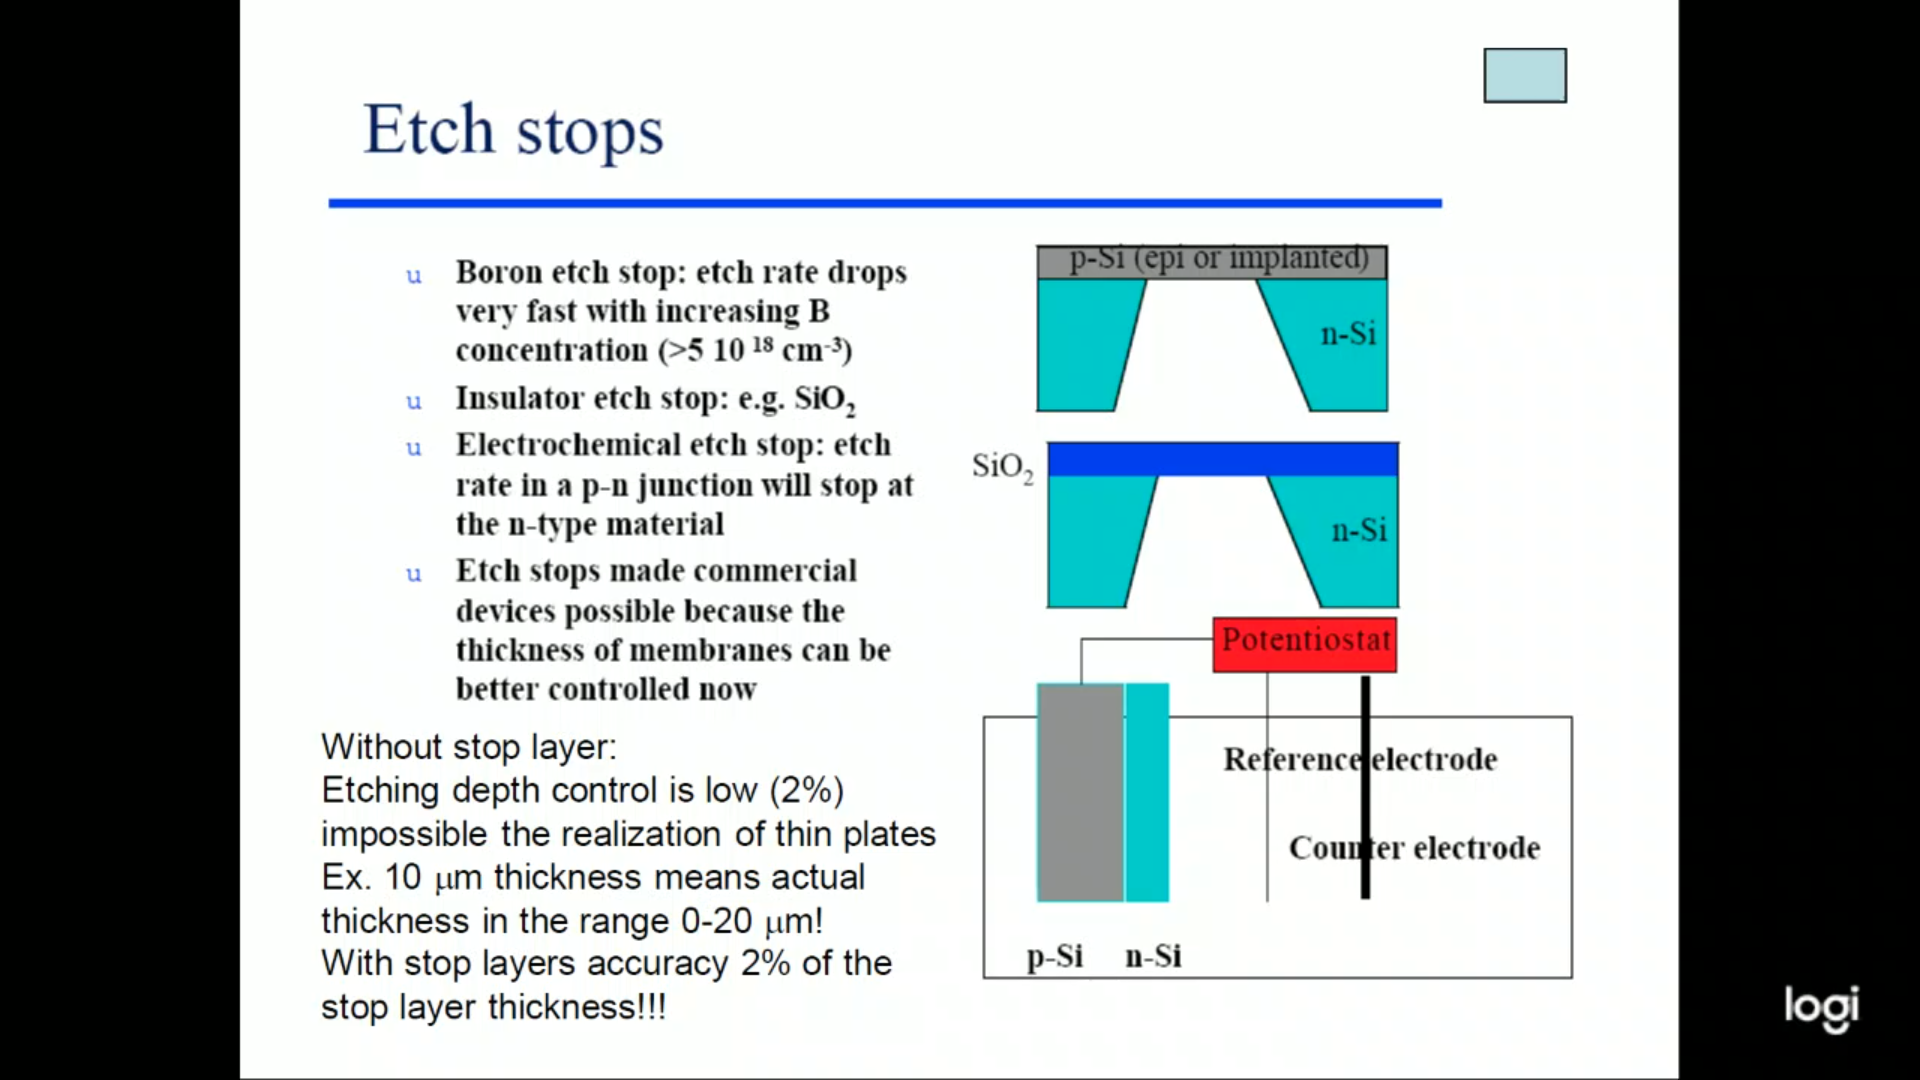 Etch stops
u Boron etch stop: etch rate drops
very fast with increasing B
concentration (>5 10 ¹⁸ cm⁻³)
u Insulator etch stop: e.g. SiO₂
u Electrochemical etch stop: etch
rate in a p-n junction will stop at
the n-type material
u Etch stops made commercial
devices possible because the
thickness of membranes can be
better controlled now
Without stop layer:
Etching depth control is low (2%)
impossible the realization of thin plates
Ex. 10 μm thickness means actual
thickness in the range 0-20 μm!
With stop layers accuracy 2% of the
stop layer thickness!!!
p-Si (epi or implanted)
n-Si
SiO₂
n-Si
Potentiostat
Reference electrode
Counter electrode
p-Si n-Si
logi